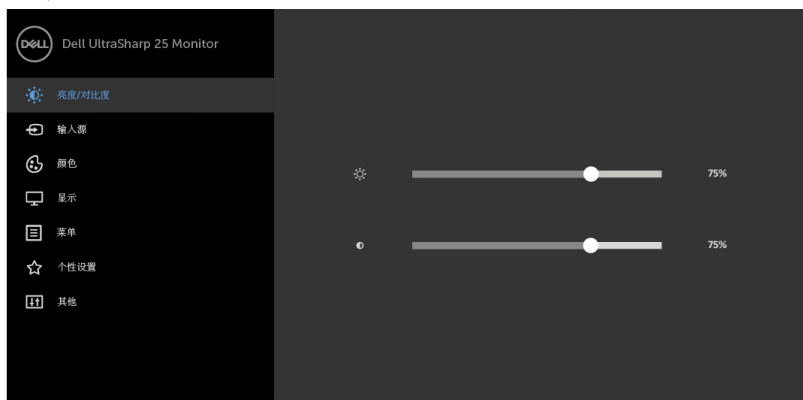 DELL
Dell UltraSharp 25 Monitor
亮度/对比度
输入源
颜色
显示
菜单
个性设置
其他
75%
75%